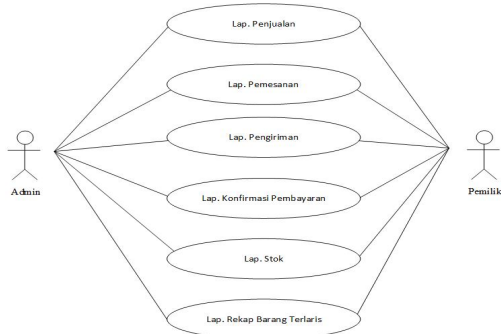 Lap. Penjualan
Lap. Pemesanan
Lap. Pengiriman
Admin
Pemilik
Lap. Konfirmasi Pembayaran
Lap. Stok
Lap. Rekap Barang Terlaris